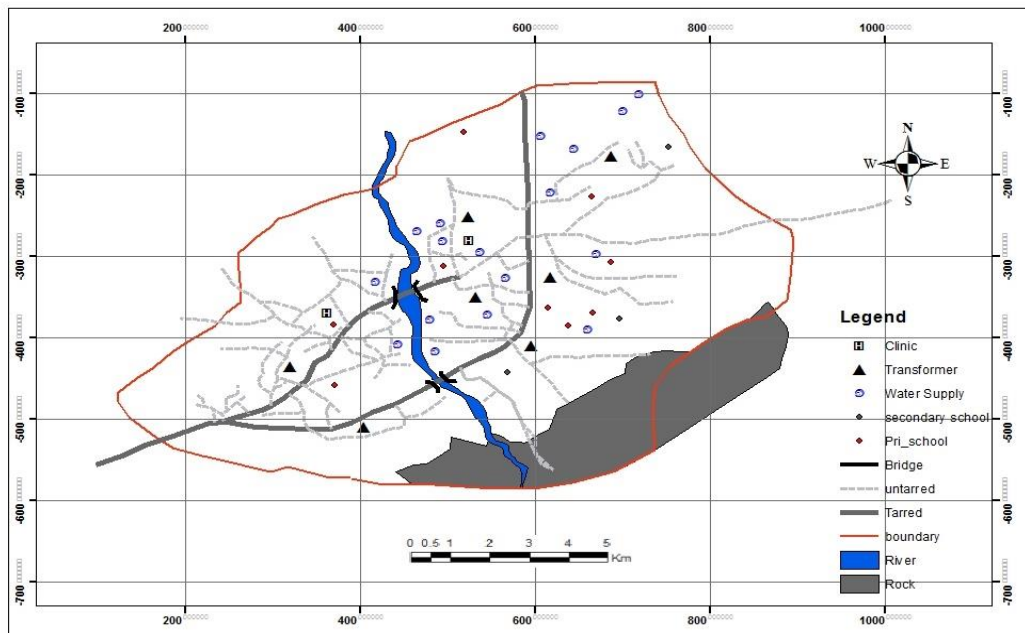 200 400 600 800 1000
-100 -100
N
W E
S
-200 -200
-300 -300
Legend
H Clinic
-400 -400
Transformer
Water Supply
secondary school
-500 -500
Pri_school
Bridge
untarred
-600 -600
Tarred
boundary
0 0.5 1 2 3 4 5
Km
River
Rock
-700 -700
200 400 600 800 1000
H
H